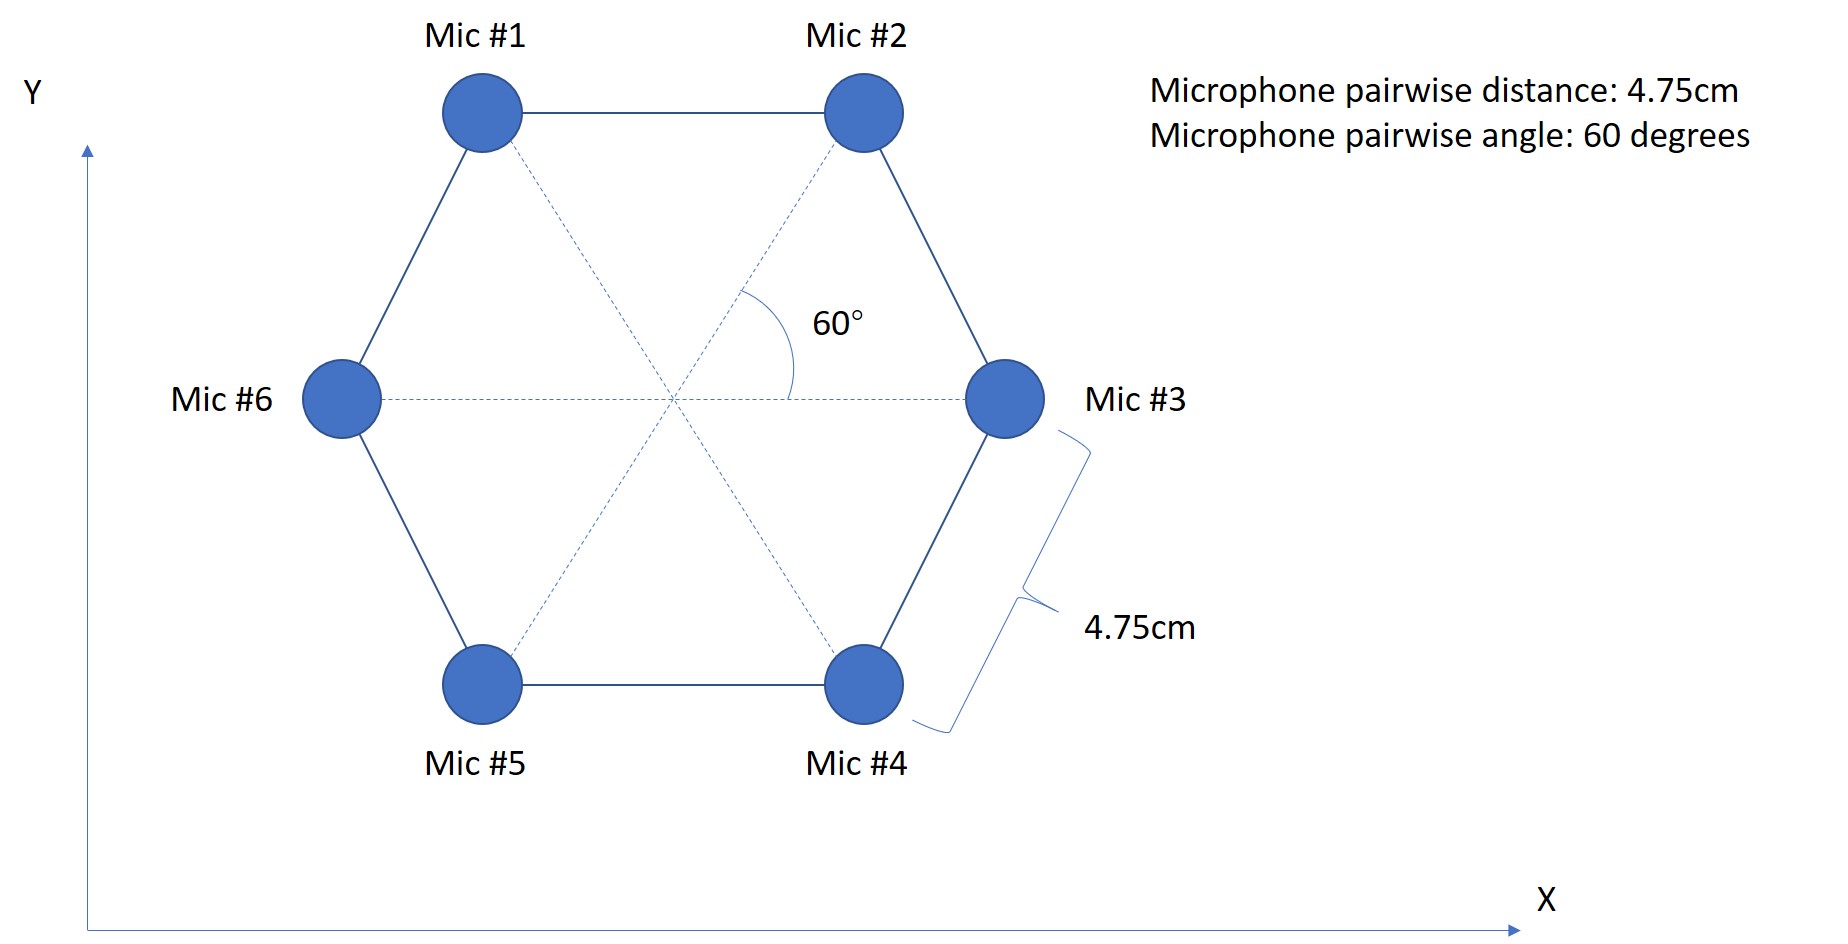 Mic #1
Mic #2
Y
Microphone pairwise distance: 4.75cm
Microphone pairwise angle: 60 degrees
60°
Mic #6
Mic #3
4.75cm
Mic #5
Mic #4
X